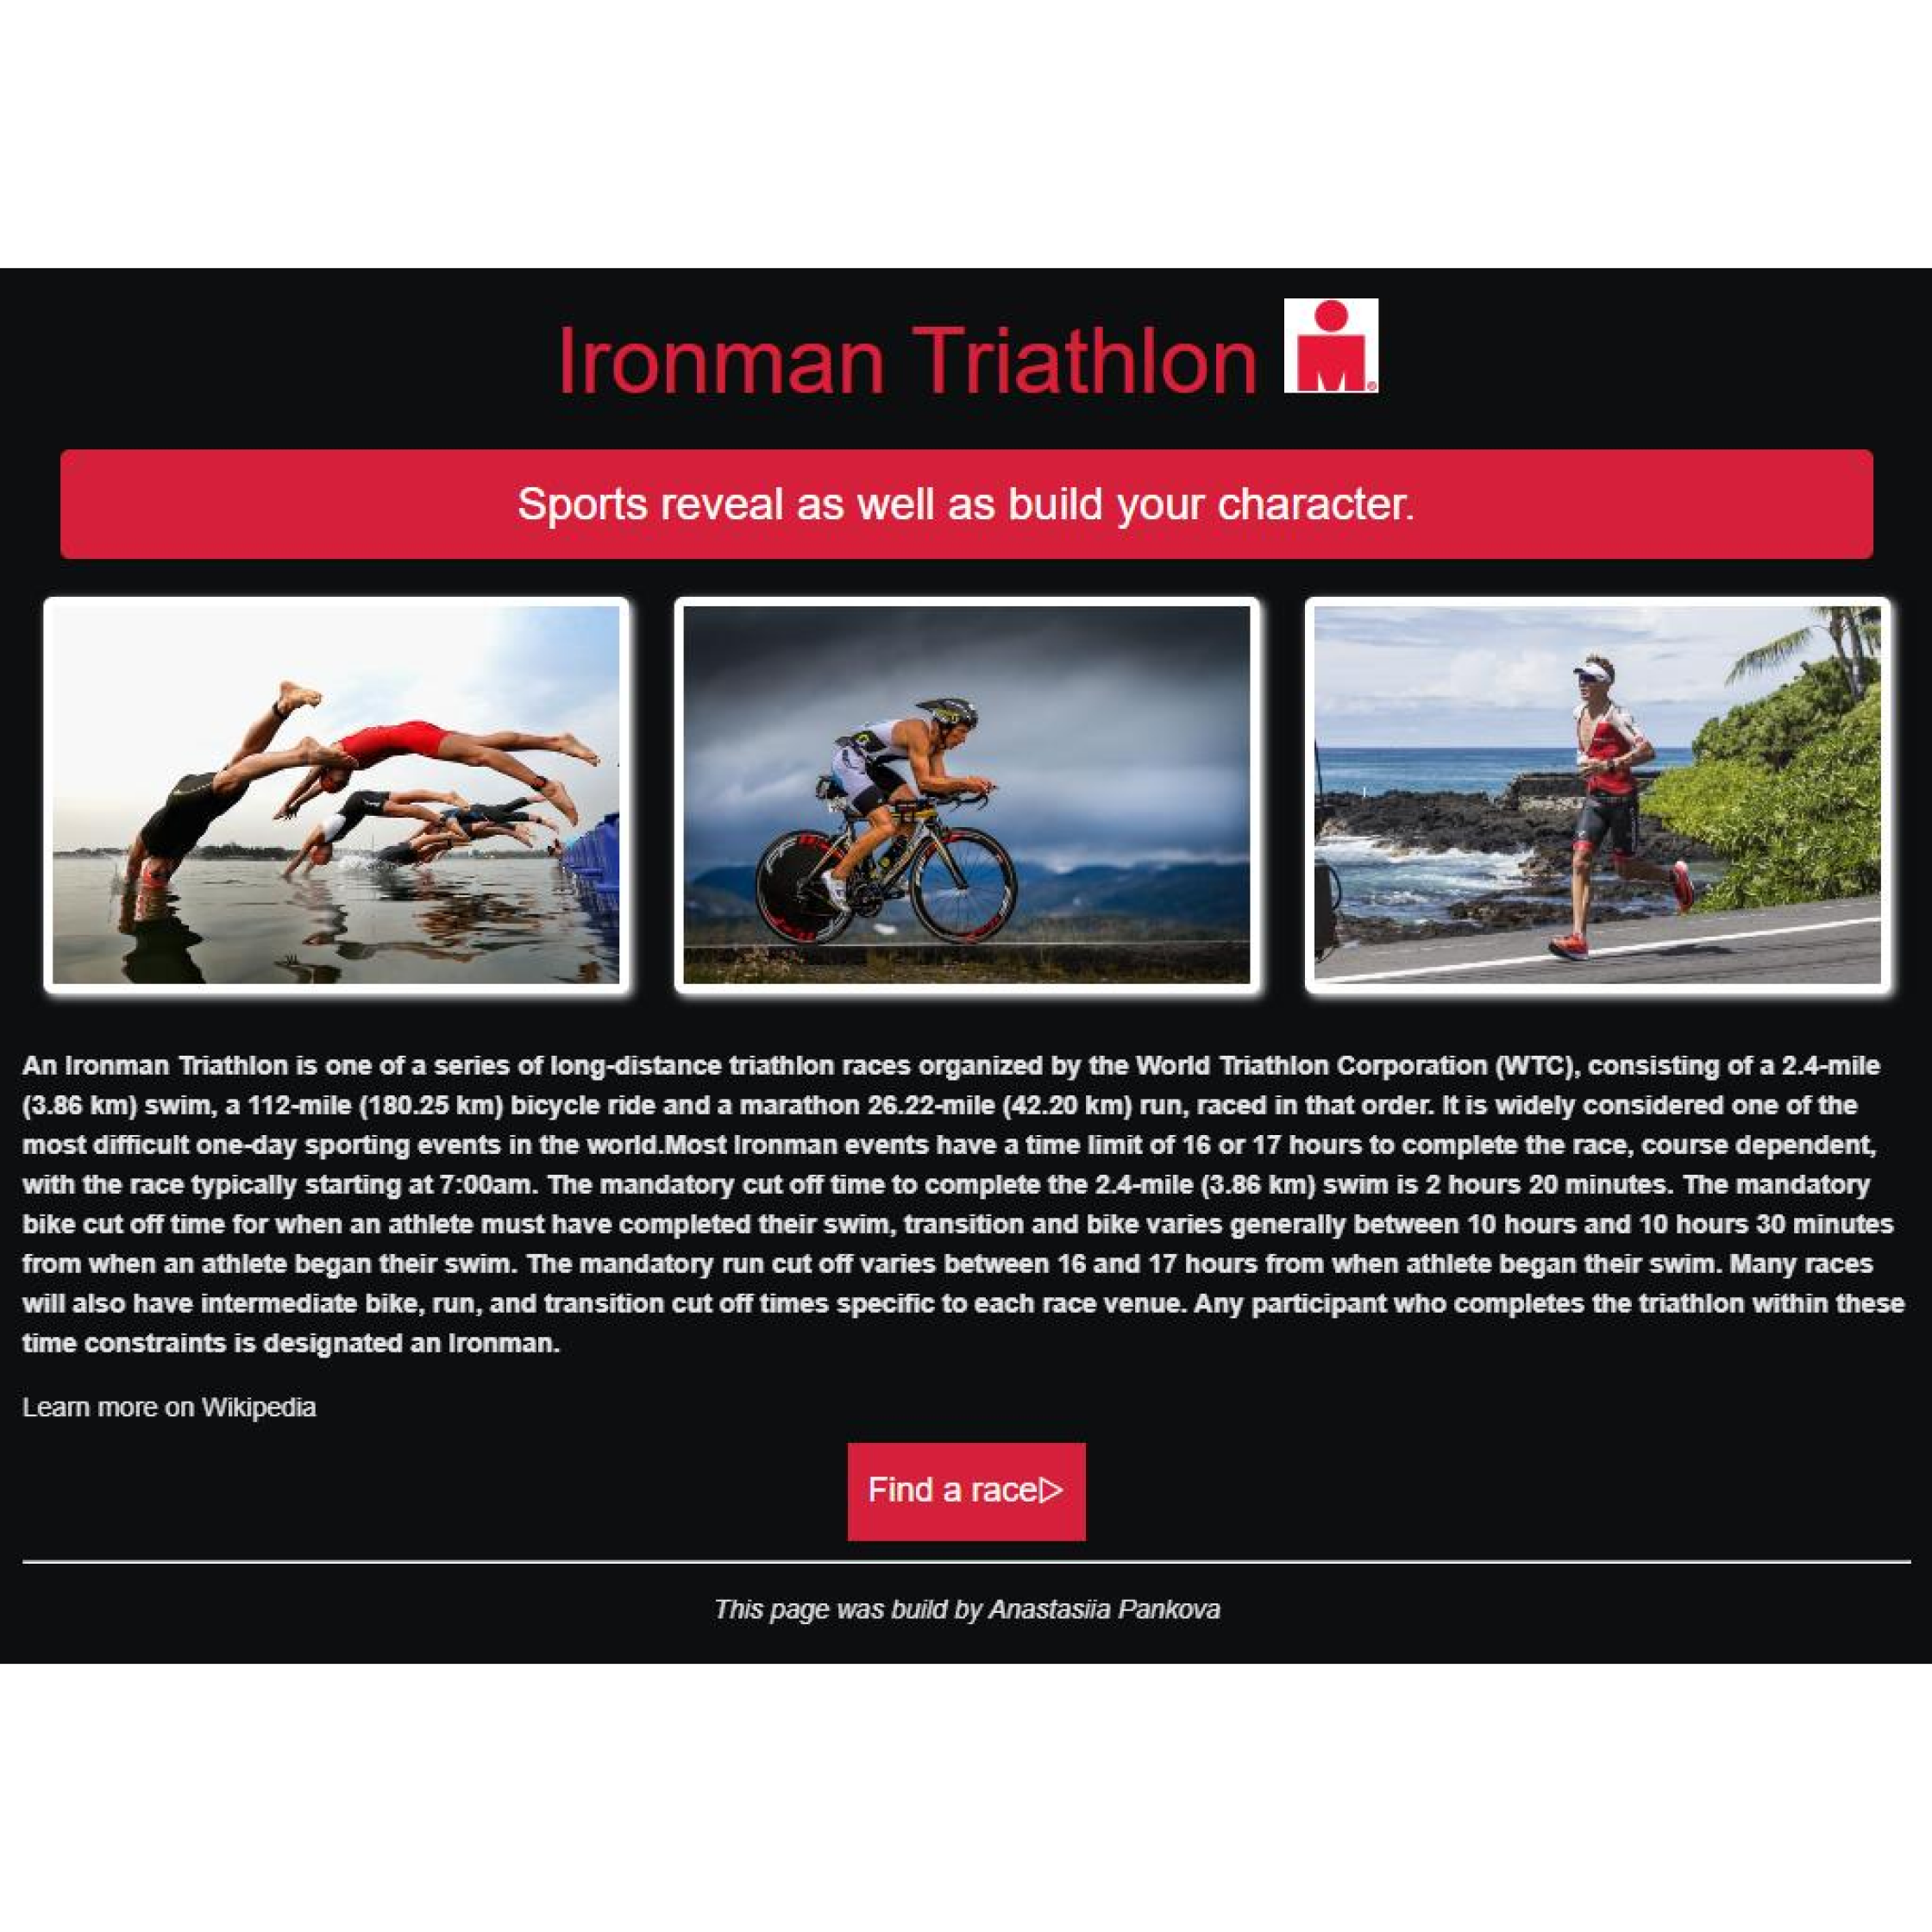 Ironman Triathlon
Sports reveal as well as build your character.
An Ironman Triathlon is one of a series of long-distance triathlon races organized by the World Triathlon Corporation (WTC), consisting of a 2.4-mile
(3.86 km) swim, a 112-mile (180.25 km) bicycle ride and a marathon 26.22-mile (42.20 km) run, raced in that order. It is widely considered one of the
most difficult one-day sporting events in the world.Most Ironman events have a time limit of 16 or 17 hours to complete the race, course dependent,
with the race typically starting at 7:00am. The mandatory cut off time to complete the 2.4-mile (3.86 km) swim is 2 hours 20 minutes. The mandatory
bike cut off time for when an athlete must have completed their swim, transition and bike varies generally between 10 hours and 10 hours 30 minutes
from when an athlete began their swim. The mandatory run cut off varies between 16 and 17 hours from when athlete began their swim. Many races
will also have intermediate bike, run, and transition cut off times specific to each race venue. Any participant who completes the triathlon within these
time constraints is designated an Ironman.
Learn more on Wikipedia
Find a race▷
This page was build by Anastasiia Pankova